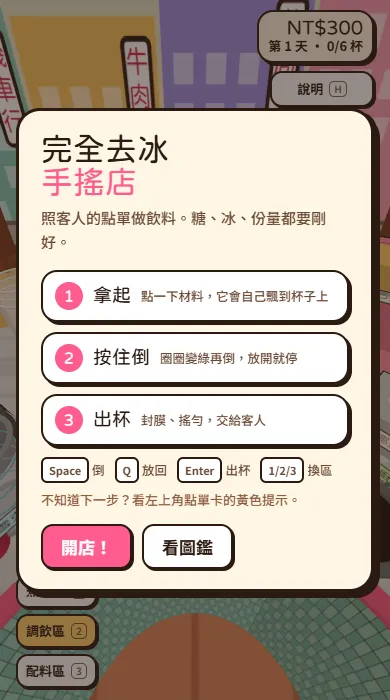 NT$300
第 1 天 · 0/6 杯
說明 H
牛肉
車行
完全去冰
手搖店
照客人的點單做飲料。糖、冰、份量都要剛
好。
1 拿起 點一下材料，它會自己飄到杯子上
2 按住倒 圈圈變綠再倒，放開就停
3 出杯 封膜、搖勻，交給客人
Space 倒 Q 放回 Enter 出杯 1/2/3 換區
不知道下一步？看左上角點單卡的黃色提示。
開店！ 看圖鑑
調飲區 2
配料區 3